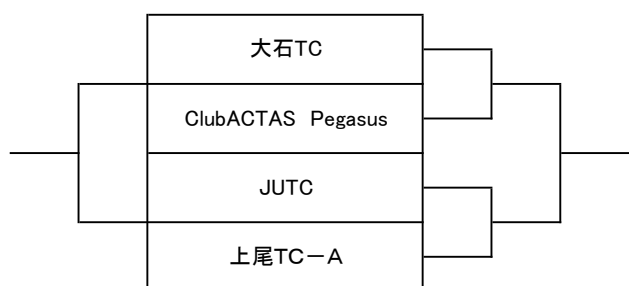 大石TC
ClubACTAS　Pegasus
JUTC
上尾TC－A